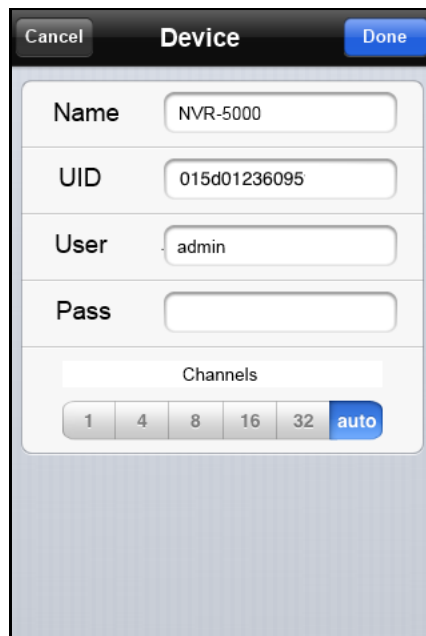 Cancel Device Done
Name NVR-5000
UID 015d01236095
User admin
Pass
Channels
1 4 8 16 32 auto